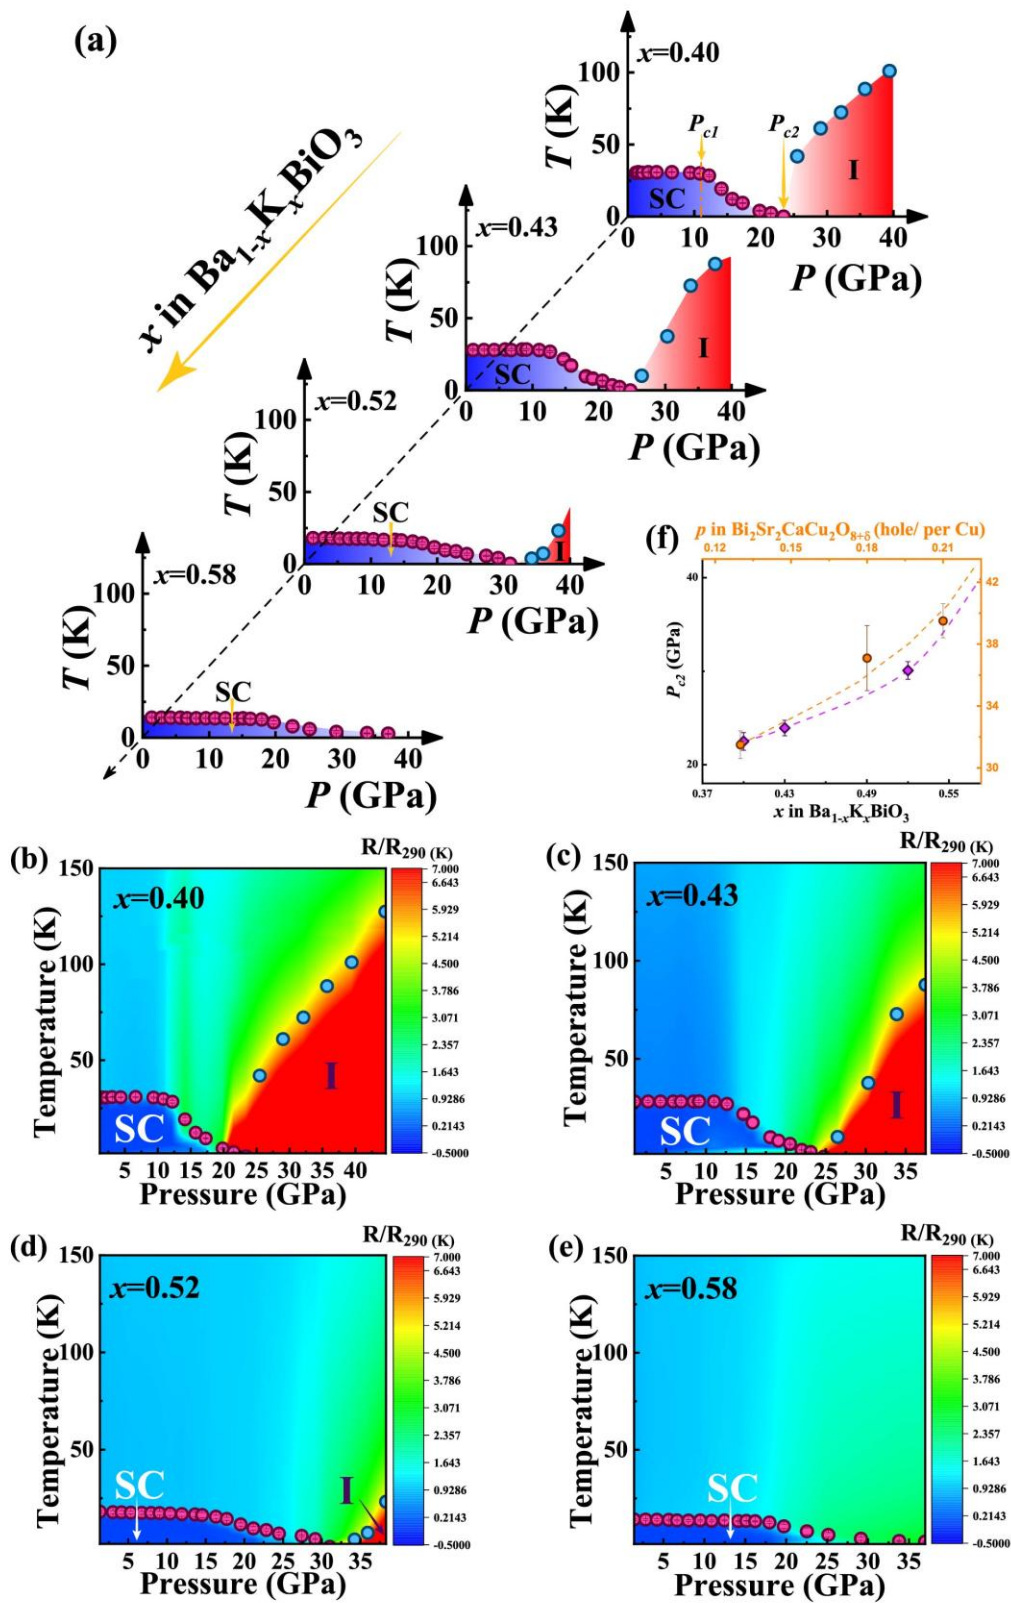 (a)
x in Ba1-xKxBiO3
x=0.40
T (K)
100
50
0
Pc1
Pc2
SC
I
0 10 20 30 40
P (GPa)
x=0.43
T (K)
100
50
0
SC
I
0 10 20 30 40
P (GPa)
x=0.52
T (K)
100
50
0
SC
I
0 10 20 30 40
P (GPa)
x=0.58
T (K)
100
50
0
SC
0 10 20 30 40
P (GPa)
(f)
p in Bi2Sr2CaCu2O8+δ (hole/ per Cu)
0.12 0.15 0.18 0.21
Pc2 (GPa)
40
20
42
39
36
33
30
0.37 0.43 0.49 0.55
x in Ba1-xKxBiO3
(b)
R/R290 (K)
x=0.40
Temperature (K)
150
100
50
SC
I
5 10 15 20 25 30 35 40
Pressure (GPa)
7.000
6.643
5.929
5.214
4.500
3.786
3.071
2.357
1.643
0.9286
0.2143
-0.5000
(c)
R/R290 (K)
x=0.43
Temperature (K)
150
100
50
SC
I
5 10 15 20 25 30 35
Pressure (GPa)
7.000
6.643
5.929
5.214
4.500
3.786
3.071
2.357
1.643
0.9286
0.2143
-0.5000
(d)
R/R290 (K)
x=0.52
Temperature (K)
150
100
50
SC
I
5 10 15 20 25 30 35
Pressure (GPa)
7.000
6.643
5.929
5.214
4.500
3.786
3.071
2.357
1.643
0.9286
0.2143
-0.5000
(e)
R/R290 (K)
x=0.58
Temperature (K)
150
100
50
SC
5 10 15 20 25 30 35
Pressure (GPa)
7.000
6.643
5.929
5.214
4.500
3.786
3.071
2.357
1.643
0.9286
0.2143
-0.5000